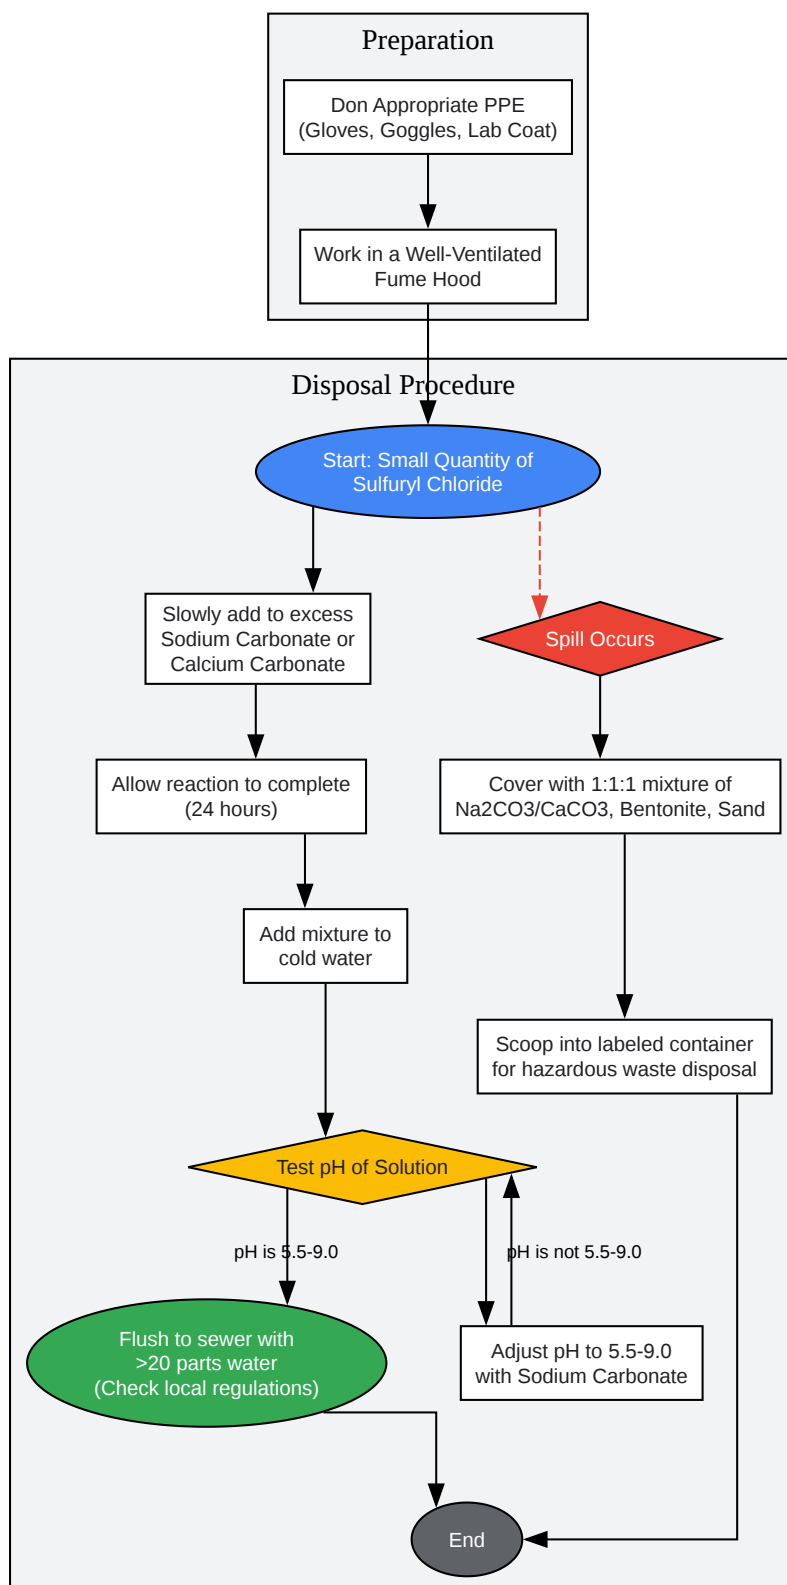 Preparation
Don Appropriate PPE
(Gloves, Goggles, Lab Coat)
Work in a Well-Ventilated
Fume Hood
Disposal Procedure
Start: Small Quantity of
Sulfuryl Chloride
Slowly add to excess
Sodium Carbonate or
Calcium Carbonate
Spill Occurs
Allow reaction to complete
(24 hours)
Cover with 1:1:1 mixture of
Na2CO3/CaCO3, Bentonite, Sand
Add mixture to
cold water
Scoop into labeled container
for hazardous waste disposal
Test pH of Solution
pH is 5.5-9.0
pH is not 5.5-9.0
Flush to sewer with
>20 parts water
(Check local regulations)
Adjust pH to 5.5-9.0
with Sodium Carbonate
End